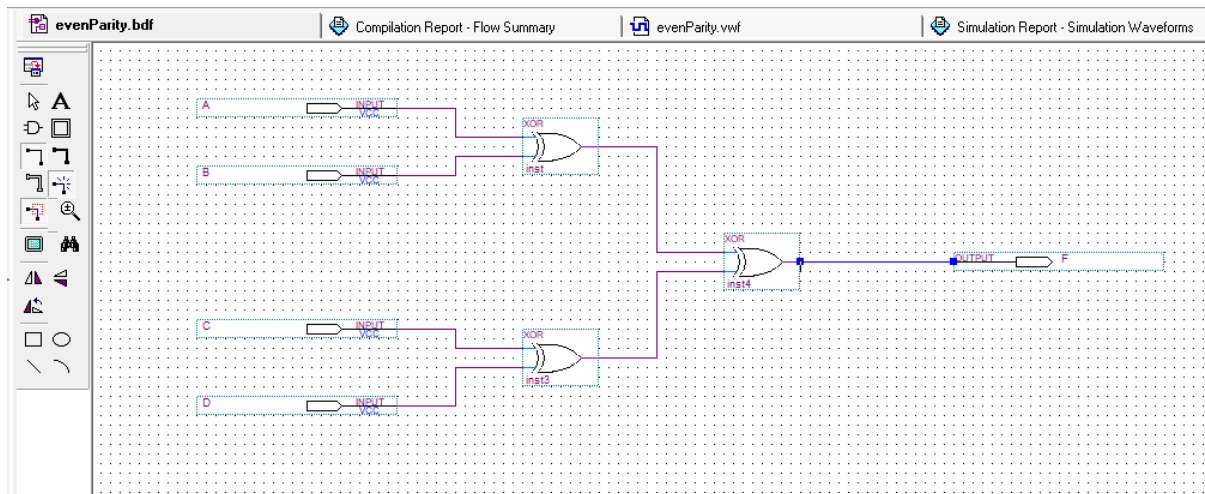 evenParity.bdf
Compilation Report - Flow Summary
evenParity.vwf
Simulation Report - Simulation Waveforms
A
A INPUT
VCC
XOR
inst
B INPUT
VCC
XOR
inst4
OUTPUT F
C INPUT
VCC
XOR
inst3
D INPUT
VCC